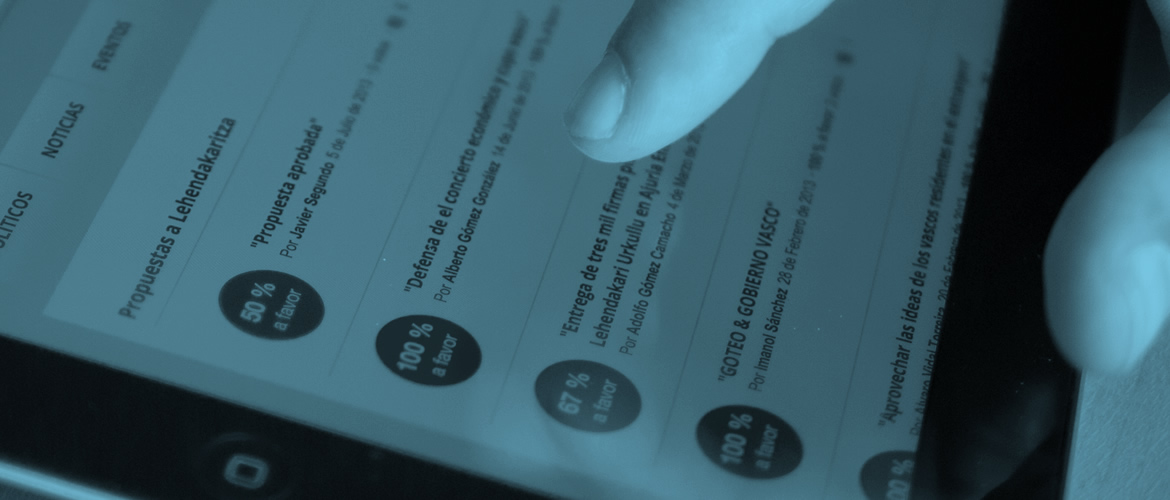 EVENTOS
NOTICIAS
Propuestas a Lehendakaritza
50 %
a favor
"Propuesta aprobada"
Por Javier Segundo 5 de Julio de 2013
100 %
a favor
"Defensa de el concierto económico y
Por Alberto Gómez González 14 de Junio de 2013
67 %
a favor
"Entrega de tres mil firmas
Lehendakari Urkullu en Ajuria
Por Adolfo Gómez Camacho 4 de Marzo de
100 %
a favor
"GOTEO & GOBIERNO VASCO"
Por Imanol Sánchez 28 de Febrero de 2013
"Aprovechar las ideas de los vascos residentes en el extranjero"